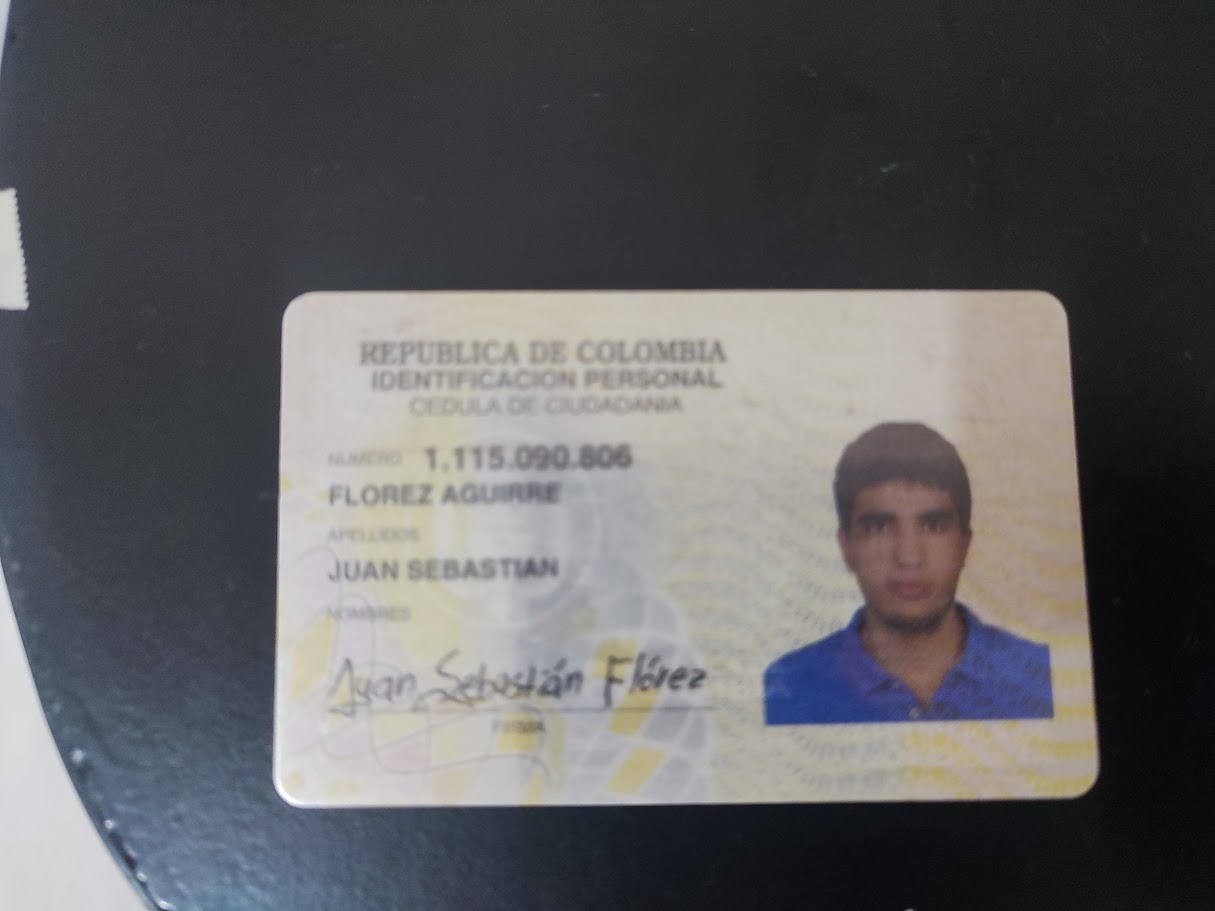 REPUBLICA DE COLOMBIA
IDENTIFICACION PERSONAL
CEDULA DE CIUDADANIA
NUMERO 1.115.090.806
FLOREZ AGUIRRE
APELLIDOS
JUAN SEBASTIAN
NOMBRES
Juan Sebastián Flórez
FIRMA